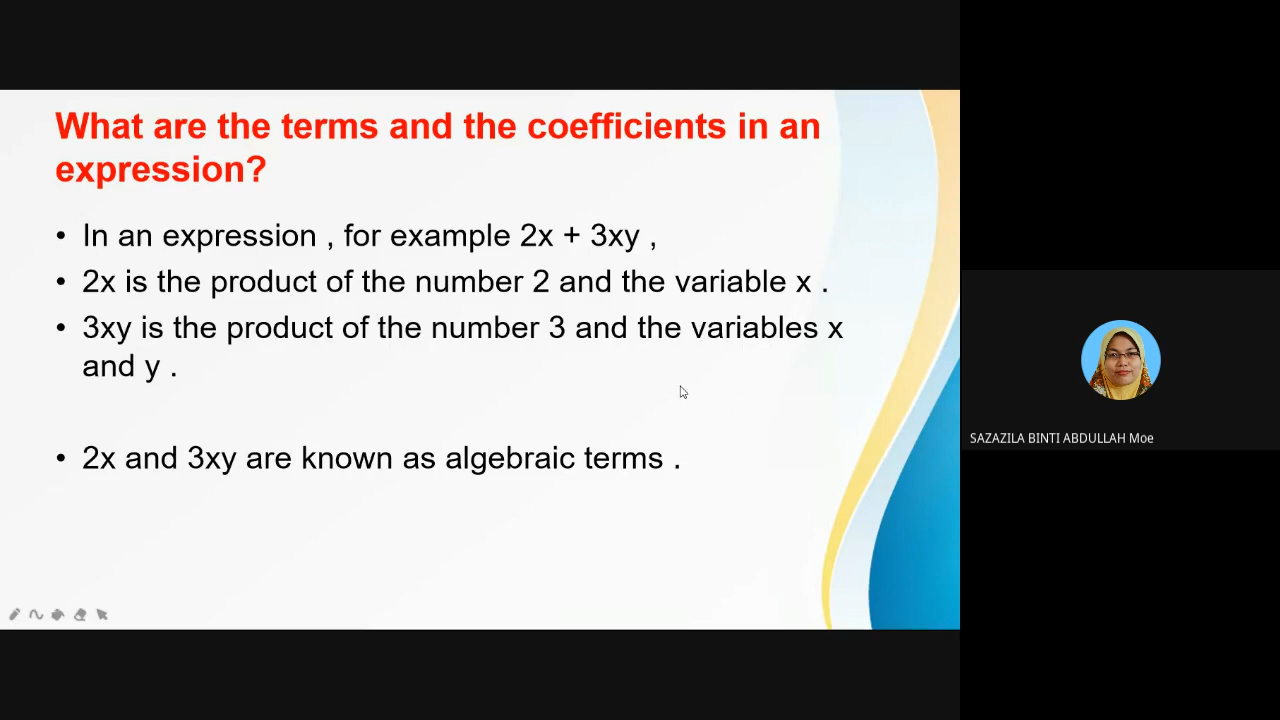 What are the terms and the coefficients in an
expression?
• In an expression , for example 2x + 3xy ,
• 2x is the product of the number 2 and the variable x .
• 3xy is the product of the number 3 and the variables x
and y .
• 2x and 3xy are known as algebraic terms .
SAZAZILA BINTI ABDULLAH Moe